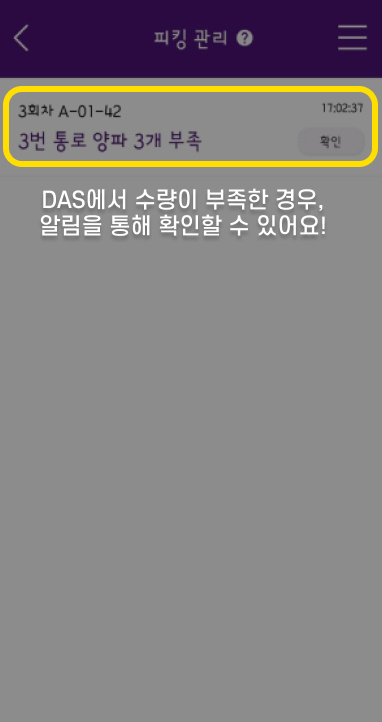 피킹 관리 ?
3회차 A-01-42 17:02:37
3번 통로 양파 3개 부족 확인
DAS에서 수량이 부족한 경우,
알림을 통해 확인할 수 있어요!